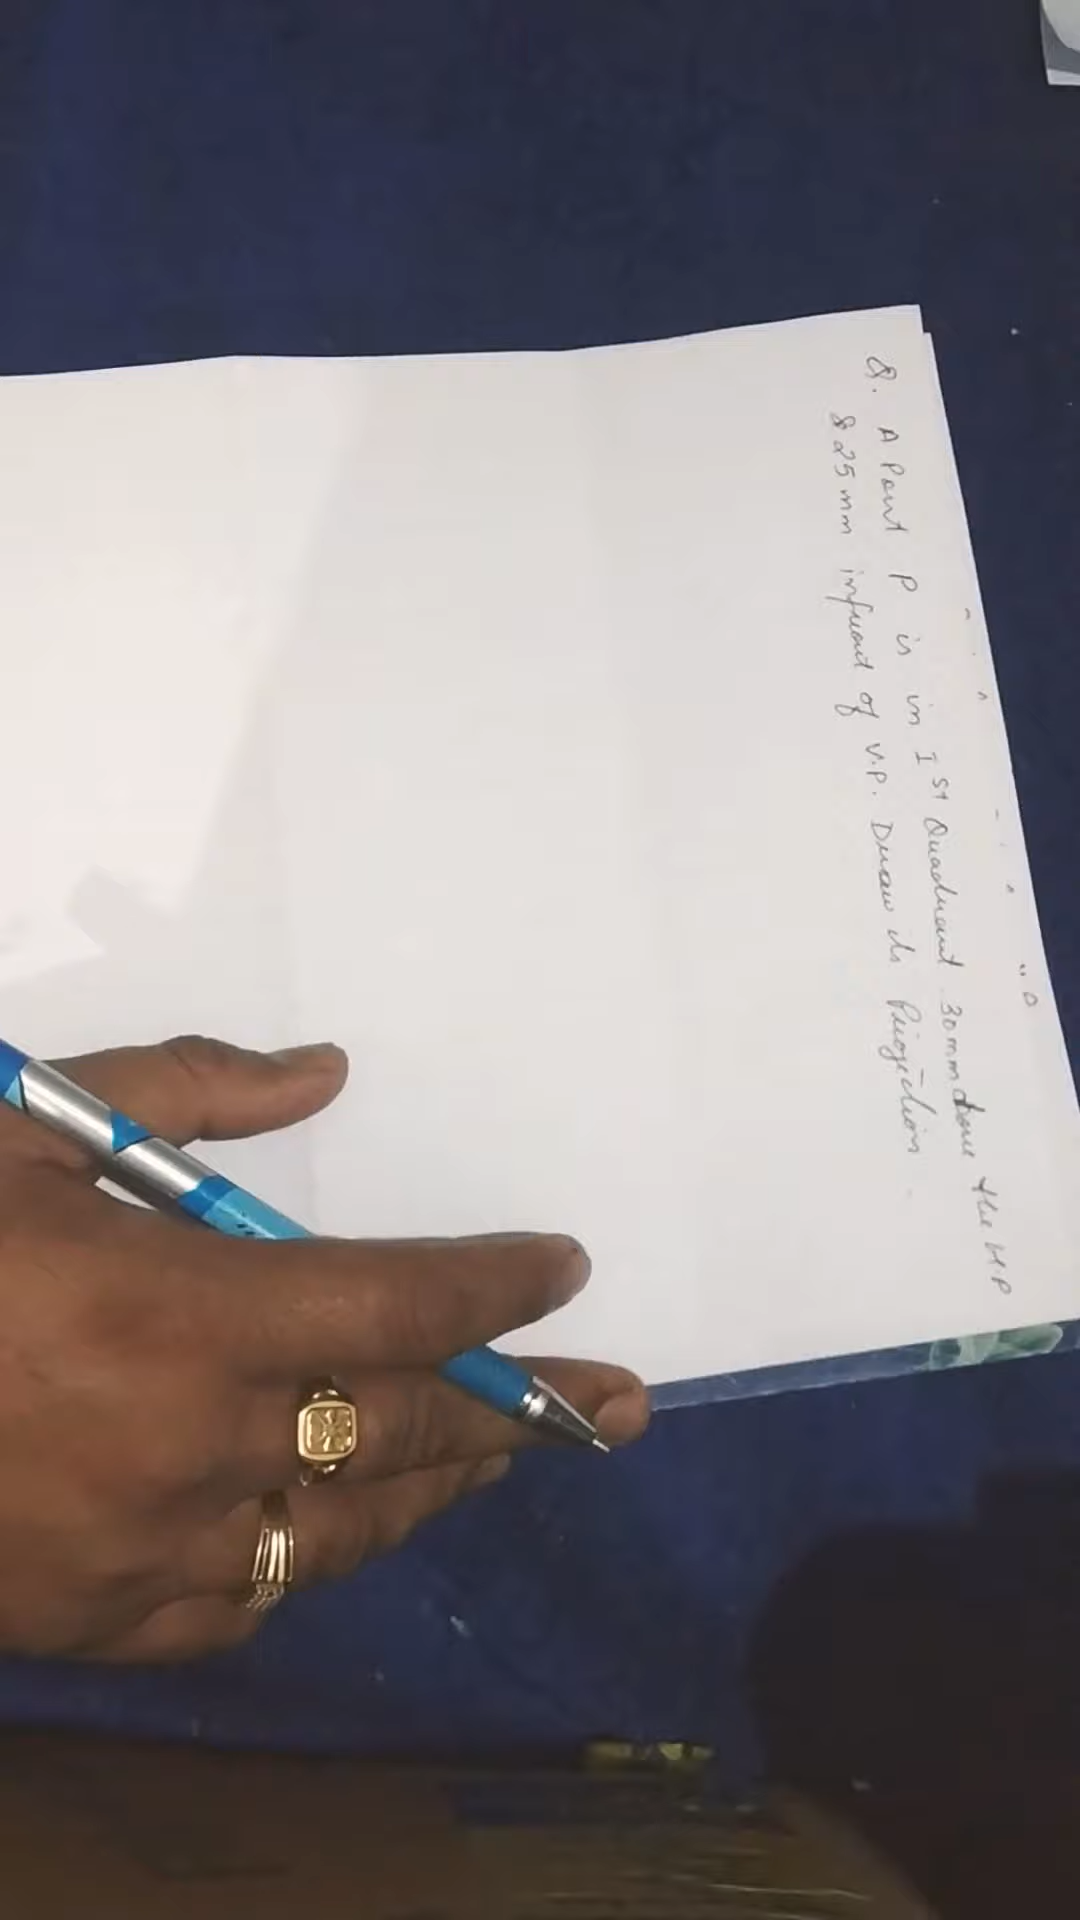 Q. A Point P is in Ist Quadrant 30mm above the H.P
& 25mm infront of V.P. Draw its Projection.